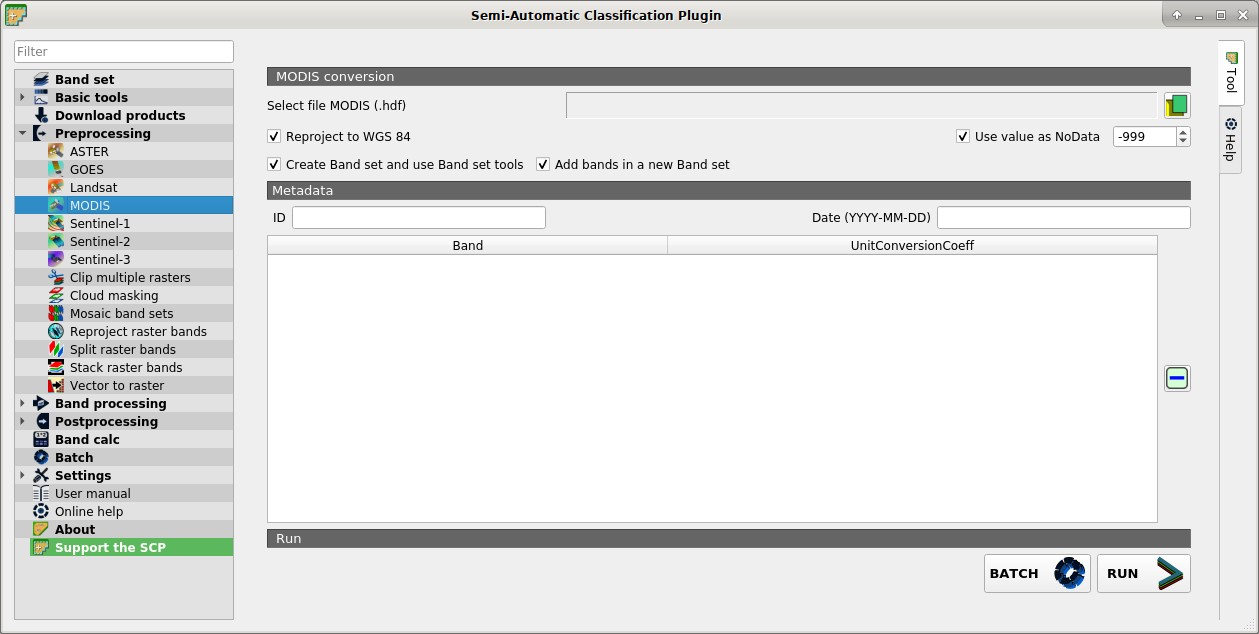 Semi-Automatic Classification Plugin
Filter
Band set
Basic tools
Download products
Preprocessing
ASTER
GOES
Landsat
MODIS
Sentinel-1
Sentinel-2
Sentinel-3
Clip multiple rasters
Cloud masking
Mosaic band sets
Reproject raster bands
Split raster bands
Stack raster bands
Vector to raster
Band processing
Postprocessing
Band calc
Batch
Settings
User manual
Online help
About
Support the SCP
MODIS conversion
Select file MODIS (.hdf)
Reproject to WGS 84 Use value as NoData -999
Create Band set and use Band set tools Add bands in a new Band set
Metadata
ID Date (YYYY-MM-DD)
Band UnitConversionCoeff
Run
BATCH RUN
Tool
Help